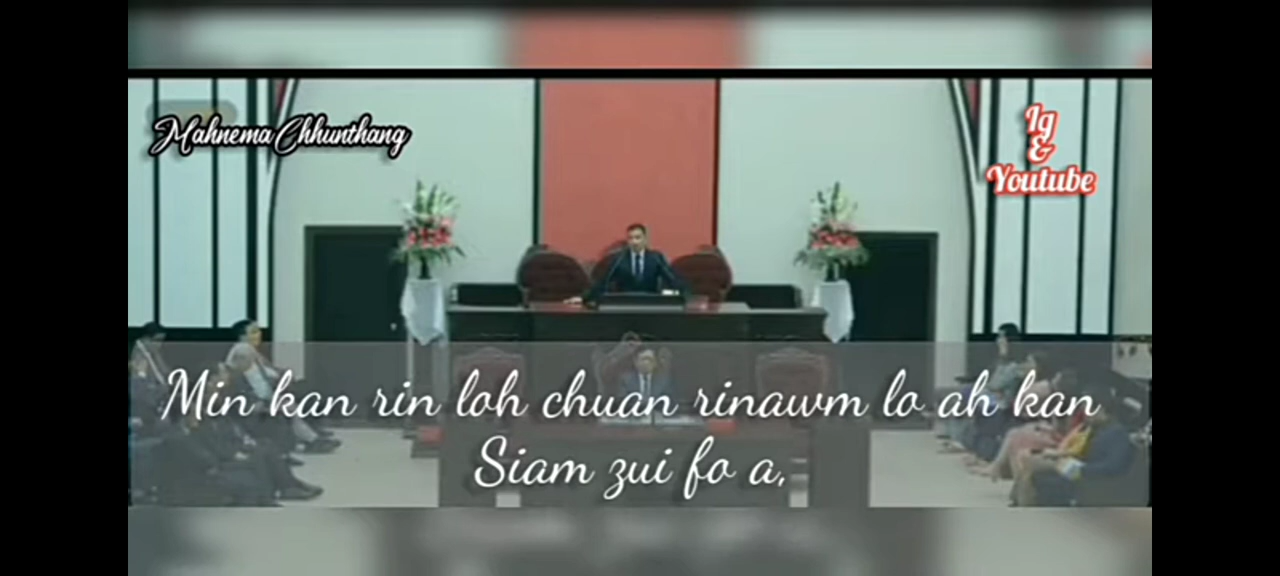 Mahnema Chhunthang
Ig
&
Youtube
Min kan rin loh chuan rinawm lo ah kan
Siam zui fo a,